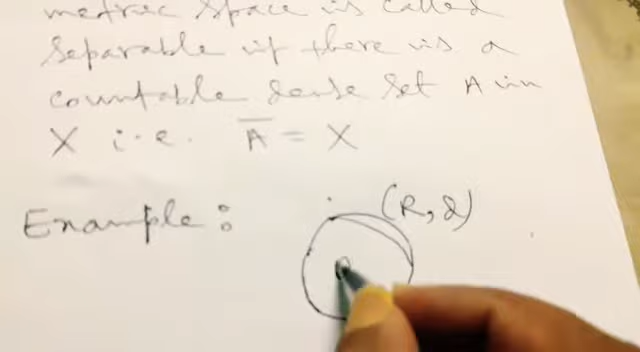 metric space is called
separable if there is a
countable dense set A in
X i.e. A̅ = X
Example : (R, d)
Q